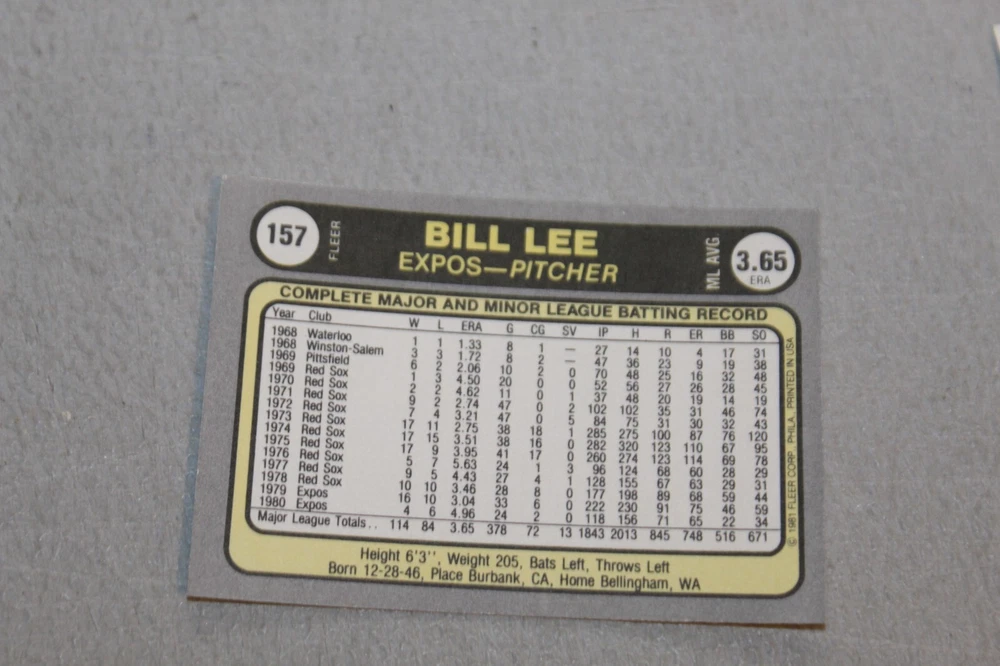 157
FLEER
BILL LEE
EXPOS—PITCHER
ML AVG
3.65
ERA
COMPLETE MAJOR AND MINOR LEAGUE BATTING RECORD
Year Club W L ERA G CG SV IP H R ER BB SO
1968 Waterloo 1 1 1.33 8 1 — 27 14 10 4 17 31
1968 Winston-Salem 3 3 1.72 8 2 — 47 36 23 9 19 38
1969 Pittsfield 6 2 2.06 10 2 0 70 48 25 16 32 48
1969 Red Sox 1 3 4.50 20 0 0 52 56 27 26 28 45
1970 Red Sox 2 2 4.62 11 0 1 37 48 20 19 14 19
1971 Red Sox 9 2 2.74 47 0 2 102 102 35 31 46 74
1972 Red Sox 7 4 3.21 47 0 5 84 75 31 30 32 43
1973 Red Sox 17 11 2.75 38 18 1 285 275 100 87 76 120
1974 Red Sox 17 15 3.51 38 16 0 282 320 123 110 67 95
1975 Red Sox 17 9 3.95 41 17 0 260 274 123 114 69 78
1976 Red Sox 5 7 5.63 24 1 3 96 124 68 60 28 29
1977 Red Sox 9 5 4.43 27 4 1 128 155 67 63 29 31
1978 Red Sox 10 10 3.46 28 8 0 177 198 89 68 59 44
1979 Expos 16 10 3.04 33 6 0 222 230 91 75 46 59
1980 Expos 4 6 4.96 24 2 0 118 156 71 65 22 34
Major League Totals.. 114 84 3.65 378 72 13 1843 2013 845 748 516 671
Height 6'3'', Weight 205, Bats Left, Throws Left
Born 12-28-46, Place Burbank, CA, Home Bellingham, WA
© 1981 FLEER CORP. PHILA. PRINTED IN USA